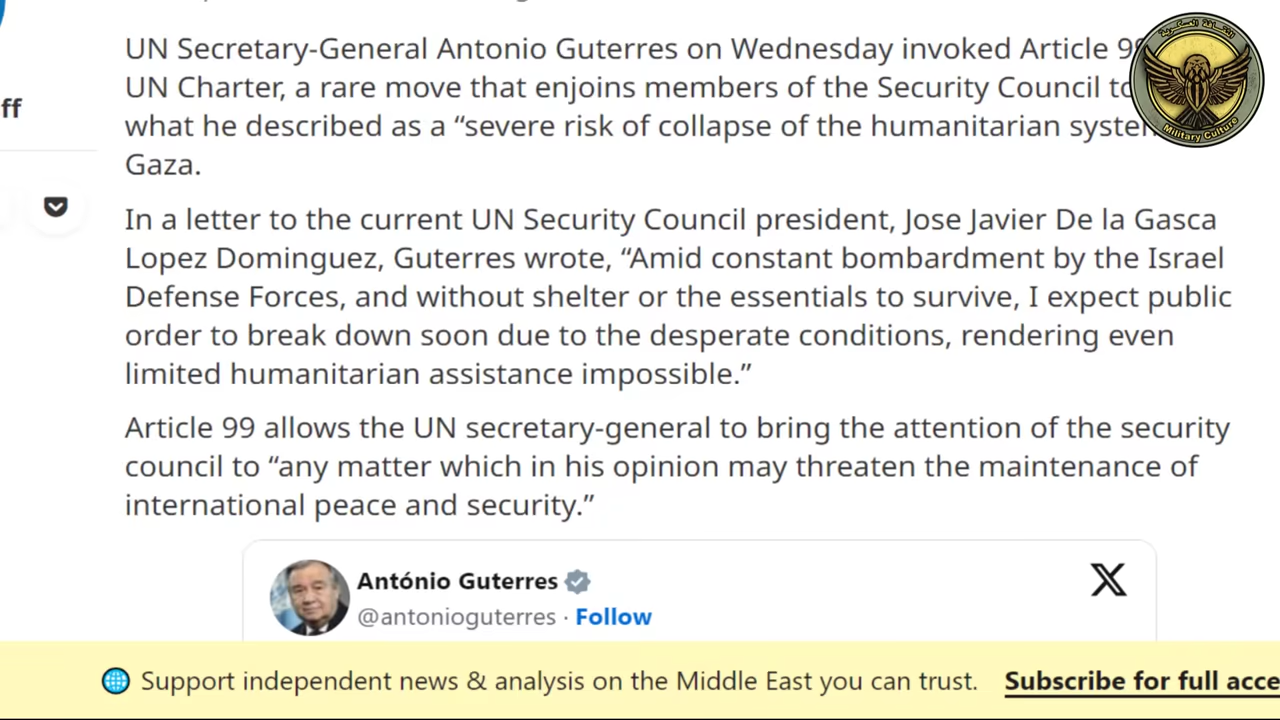 ff
UN Secretary-General Antonio Guterres on Wednesday invoked Article
UN Charter, a rare move that enjoins members of the Security Council to
what he described as a “severe risk of collapse of the humanitarian system
Gaza.
In a letter to the current UN Security Council president, Jose Javier De la Gasca
Lopez Dominguez, Guterres wrote, “Amid constant bombardment by the Israel
Defense Forces, and without shelter or the essentials to survive, I expect public
order to break down soon due to the desperate conditions, rendering even
limited humanitarian assistance impossible.”
Article 99 allows the UN secretary-general to bring the attention of the security
council to “any matter which in his opinion may threaten the maintenance of
international peace and security.”
António Guterres
@antonioguterres · Follow
X
Support independent news & analysis on the Middle East you can trust. Subscribe for full acce
الثقافة العسكرية
Military Culture